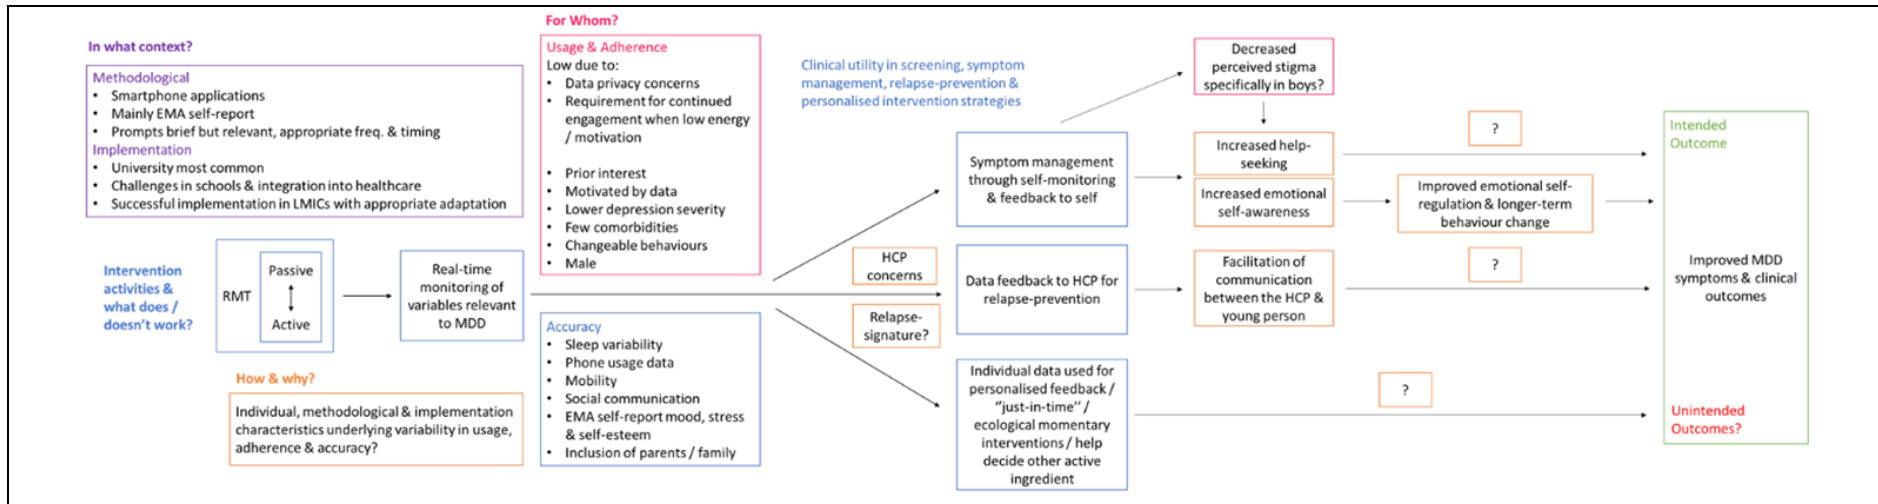 In what context?
Methodological
• Smartphone applications
• Mainly EMA self-report
• Prompts brief but relevant, appropriate freq. & timing
Implementation
• University most common
• Challenges in schools & integration into healthcare
• Successful implementation in LMICs with appropriate adaptation
Intervention
activities &
what does /
doesn't work?
RMT
Passive
Active
Real-time
monitoring of
variables relevant
to MDD
How & why?
Individual, methodological & implementation
characteristics underlying variability in usage,
adherence & accuracy?
For Whom?
Usage & Adherence
Low due to:
• Data privacy concerns
• Requirement for continued
engagement when low energy
/ motivation
• Prior interest
• Motivated by data
• Lower depression severity
• Few comorbidities
• Changeable behaviours
• Male
Accuracy
• Sleep variability
• Phone usage data
• Mobility
• Social communication
• EMA self-report mood, stress
& self-esteem
• Inclusion of parents / family
Clinical utility in screening, symptom
management, relapse-prevention &
personalised intervention strategies
HCP
concerns
Relapse-
signature?
Symptom management
through self-monitoring
& feedback to self
Data feedback to HCP for
relapse-prevention
Individual data used for
personalised feedback /
"just-in-time" /
ecological momentary
interventions / help
decide other active
ingredient
Decreased
perceived stigma
specifically in boys?
Increased help-
seeking
Increased emotional
self-awareness
Facilitation of
communication
between the HCP &
young person
?
Improved emotional self-
regulation & longer-term
behaviour change
?
?
Intended
Outcome
Improved MDD
symptoms & clinical
outcomes
Unintended
Outcomes?